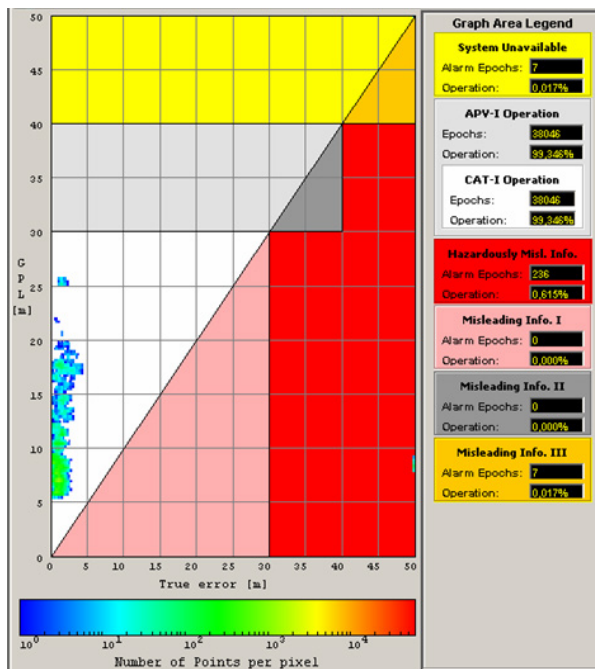 50
45
40
35
30
25
20
15
10
5
0
GPL [m]
0 5 10 15 20 25 30 35 40 45 50
True error [m]
10^0 10^1 10^2 10^3 10^4
Number of Points per pixel
Graph Area Legend
System Unavailable
Alarm Epochs: 7
Operation: 0,017%
APV-I Operation
Epochs: 38046
Operation: 99,346%
CAT-I Operation
Epochs: 38046
Operation: 99,346%
Hazardously Misl. Info.
Alarm Epochs: 236
Operation: 0,615%
Misleading Info. I
Alarm Epochs: 0
Operation: 0,000%
Misleading Info. II
Alarm Epochs: 0
Operation: 0,000%
Misleading Info. III
Alarm Epochs: 7
Operation: 0,017%